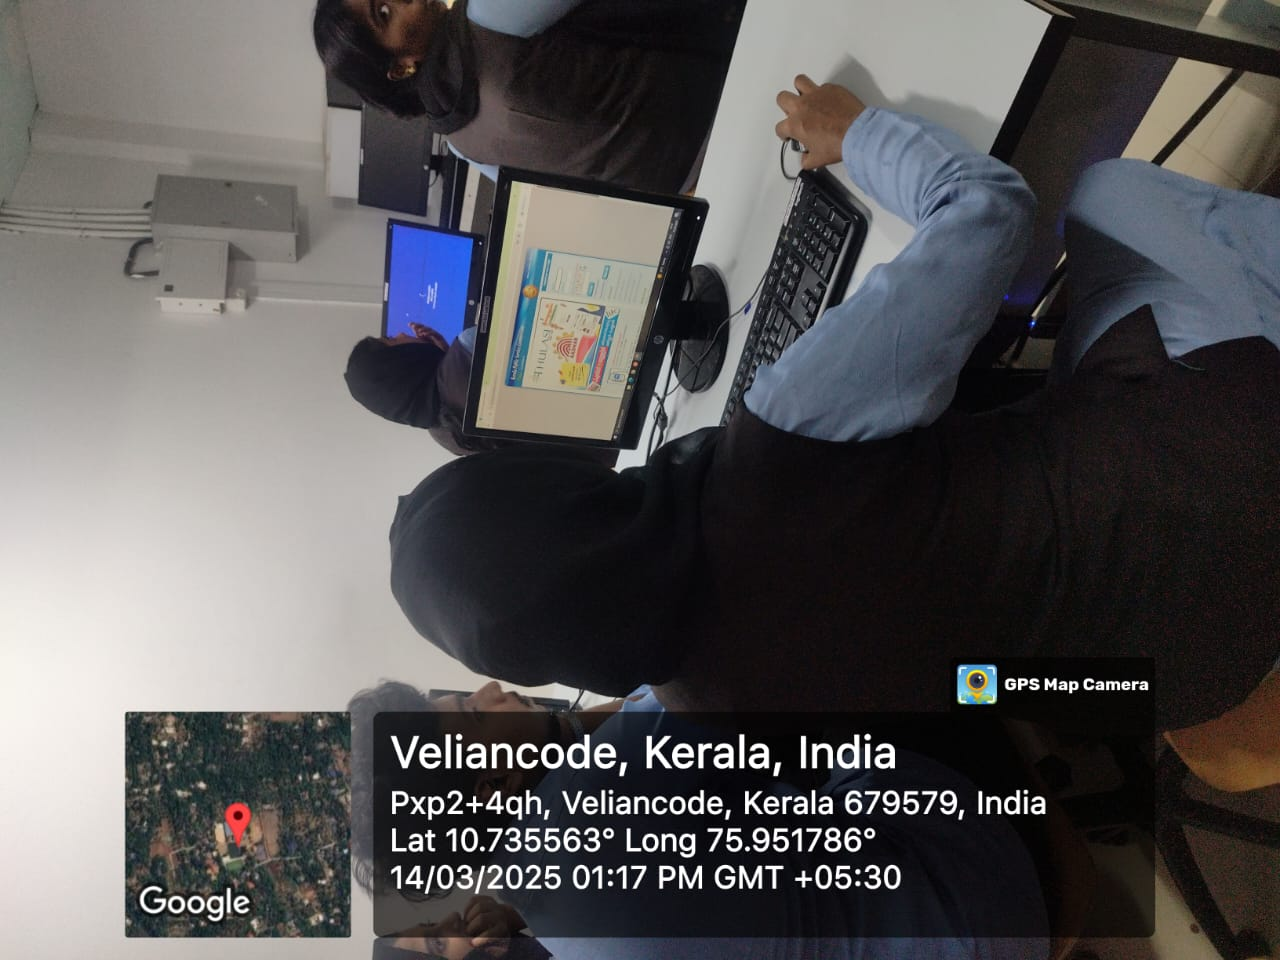 GPS Map Camera
Veliancode, Kerala, India
Pxp2+4qh, Veliancode, Kerala 679579, India
Lat 10.735563° Long 75.951786°
14/03/2025 01:17 PM GMT +05:30
Google